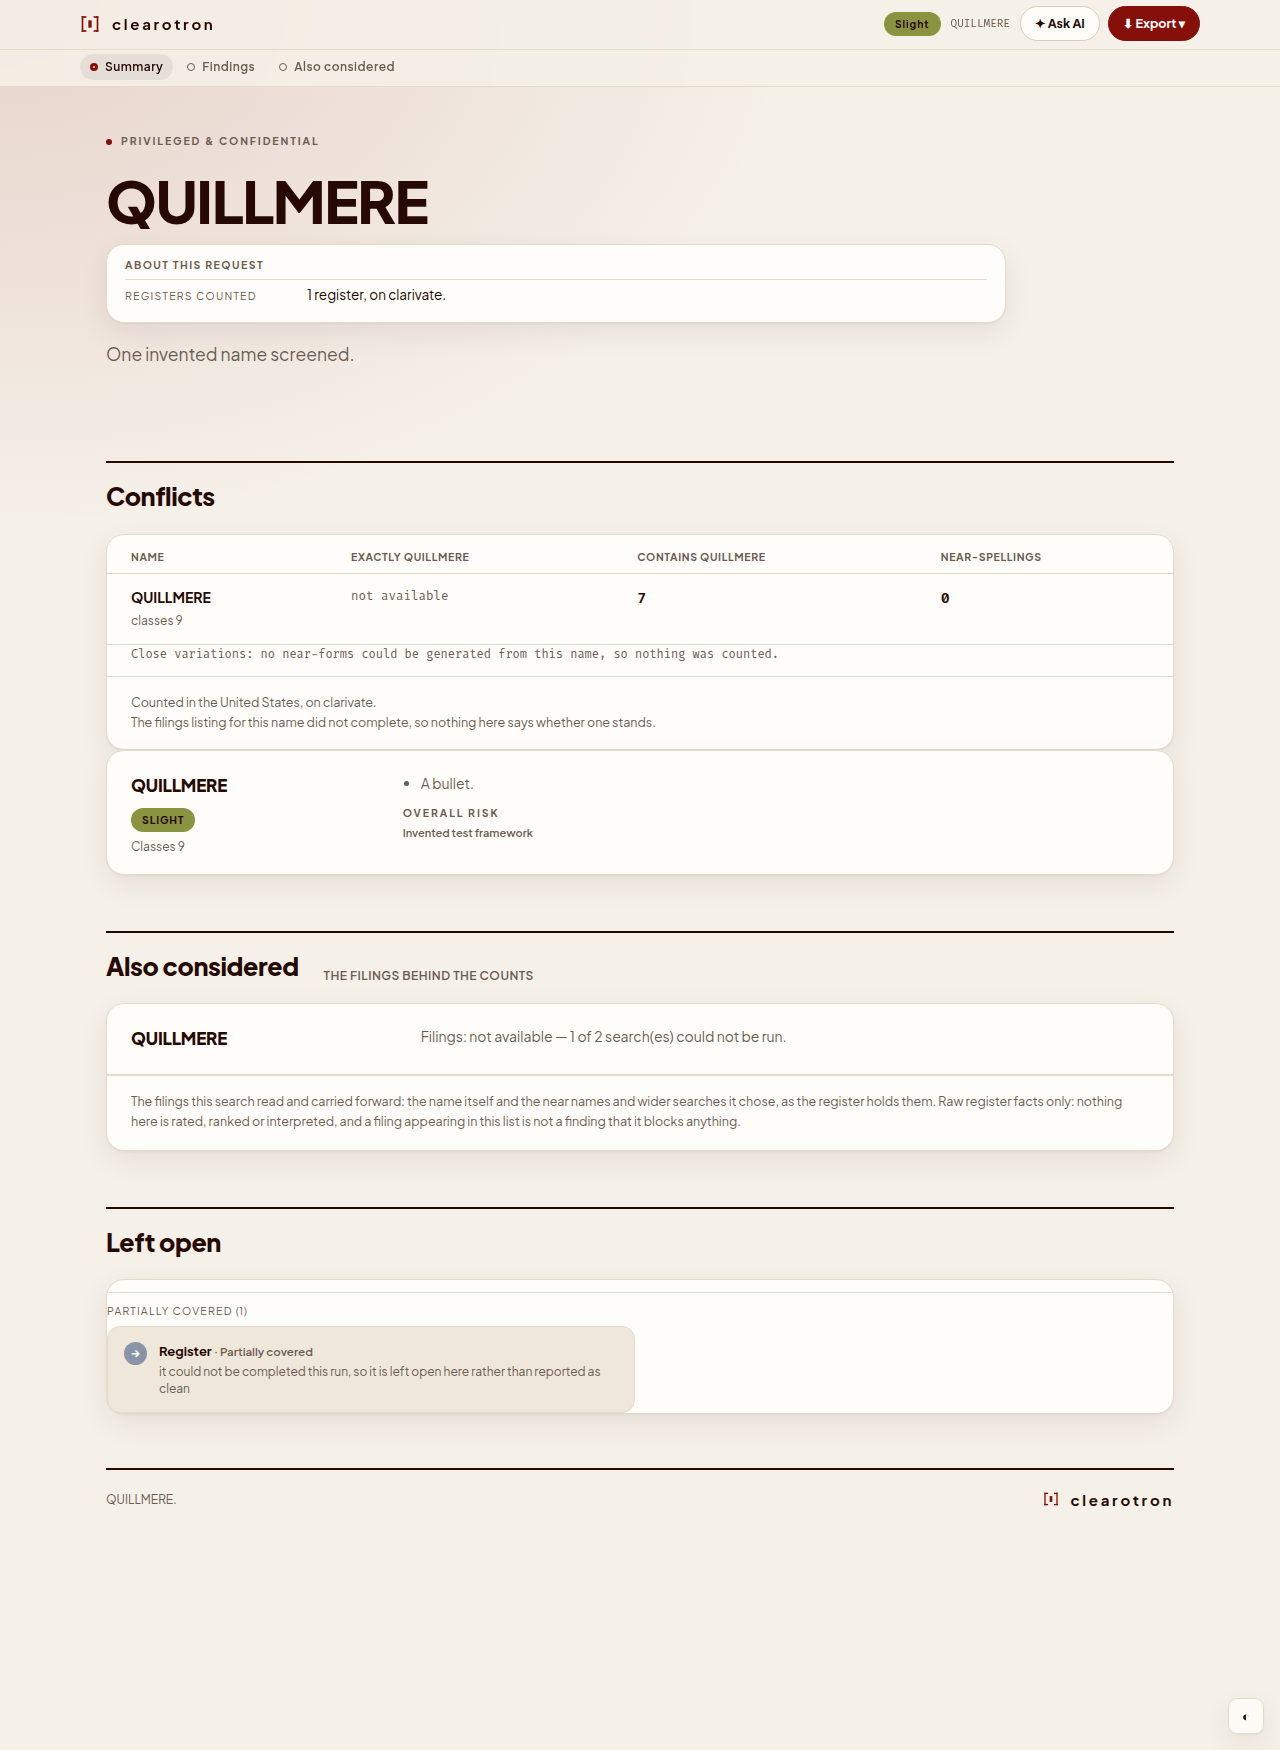 clearotron
Slight
QUILLMERE
✦ Ask AI
⬇ Export ▾
Summary
Findings
Also considered
PRIVILEGED & CONFIDENTIAL
QUILLMERE
ABOUT THIS REQUEST
REGISTERS COUNTED
1 register, on clarivate.
One invented name screened.
Conflicts
NAME
EXACTLY QUILLMERE
CONTAINS QUILLMERE
NEAR-SPELLINGS
QUILLMERE
not available
7
0
classes 9
Close variations: no near-forms could be generated from this name, so nothing was counted.
Counted in the United States, on clarivate.
The filings listing for this name did not complete, so nothing here says whether one stands.
QUILLMERE
SLIGHT
Classes 9
• A bullet.
OVERALL RISK
Invented test framework
Also considered
THE FILINGS BEHIND THE COUNTS
QUILLMERE
Filings: not available — 1 of 2 search(es) could not be run.
The filings this search read and carried forward: the name itself and the near names and wider searches it chose, as the register holds them. Raw register facts only: nothing
here is rated, ranked or interpreted, and a filing appearing in this list is not a finding that it blocks anything.
Left open
PARTIALLY COVERED (1)
Register · Partially covered
it could not be completed this run, so it is left open here rather than reported as
clean
QUILLMERE.
clearotron